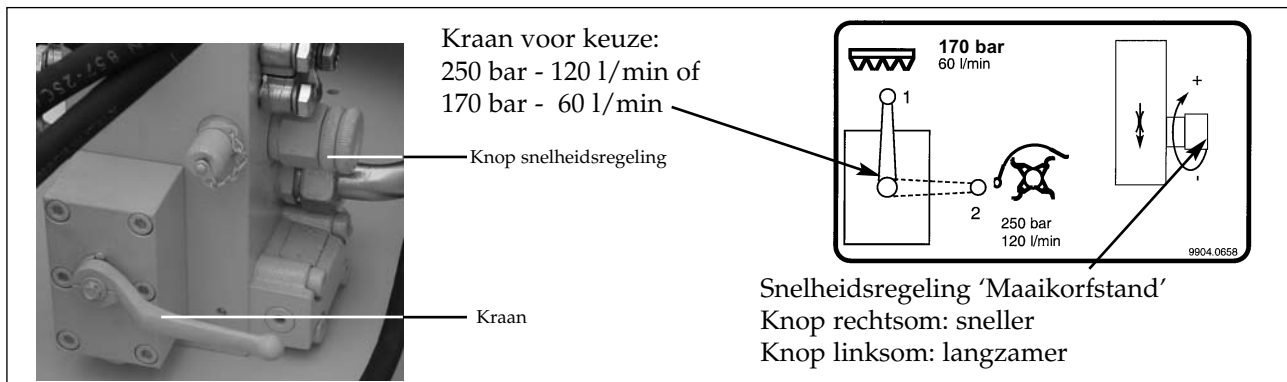 Kraan voor keuze:
250 bar - 120 l/min of
170 bar - 60 l/min
Knop snelheidsregeling
Kraan
170 bar
60 l/min
1
2
250 bar
120 l/min
+
-
9904.0658
Snelheidsregeling ‘Maaikorfstand’
Knop rechtsom: sneller
Knop linksom: langzamer